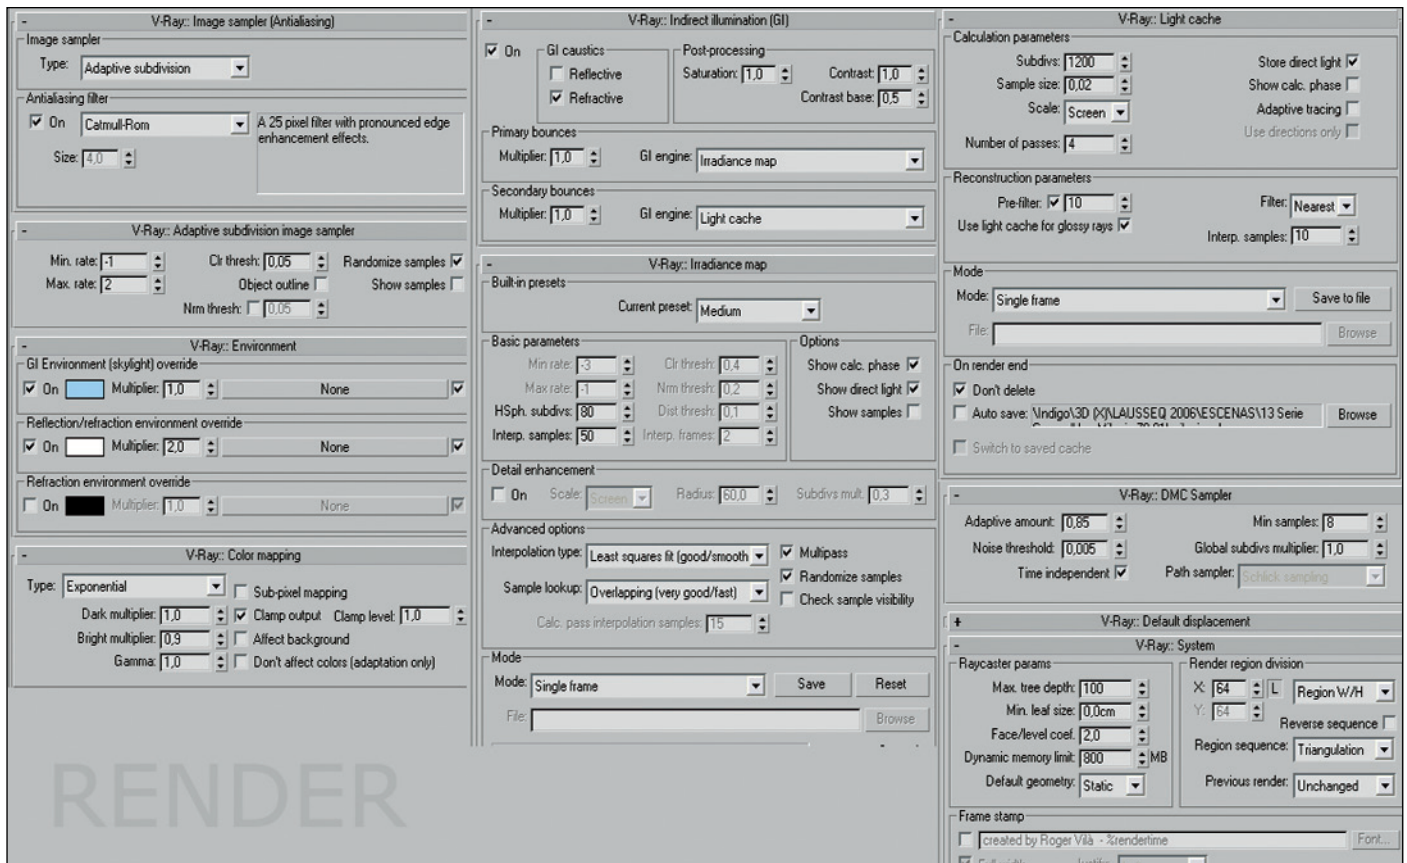 V-Ray:: Image sampler (Antialiasing)
Image sampler
Type: Adaptive subdivision
Antialiasing filter
On Catmull-Rom
A 25 pixel filter with pronounced edge
enhancement effects.
Size: 4,0
V-Ray:: Adaptive subdivision image sampler
Min. rate: -1 Clr thresh: 0,05 Randomize samples
Max. rate: 2 Object outline Show samples
Nrm thresh: 0,05
V-Ray:: Environment
GI Environment (skylight) override
On Multiplier: 1,0 None
Reflection/refraction environment override
On Multiplier: 2,0 None
Refraction environment override
On Multiplier: 1,0 None
V-Ray:: Color mapping
Type: Exponential Sub-pixel mapping
Dark multiplier: 1,0 Clamp output Clamp level: 1,0
Bright multiplier: 0,9 Affect background
Gamma: 1,0 Don't affect colors (adaptation only)
RENDER
V-Ray:: Indirect illumination (GI)
On GI caustics Post-processing
Reflective Saturation: 1,0 Contrast: 1,0
Refractive Contrast base: 0,5
Primary bounces
Multiplier: 1,0 GI engine: Irradiance map
Secondary bounces
Multiplier: 1,0 GI engine: Light cache
V-Ray:: Irradiance map
Built-in presets
Current preset: Medium
Basic parameters Options
Min rate: -3 Clr thresh: 0,4 Show calc. phase
Max rate: -1 Nrm thresh: 0,2 Show direct light
HSph. subdivs: 80 Dist thresh: 0,1 Show samples
Interp. samples: 50 Interp. frames: 2
Detail enhancement
On Scale: Screen Radius: 60,0 Subdivs mult. 0,3
Advanced options
Interpolation type: Least squares fit (good/smooth Multipass
Randomize samples
Sample lookup: Overlapping (very good/fast) Check sample visibility
Calc. pass interpolation samples: 15
Mode
Mode: Single frame Save Reset
File: Browse
V-Ray:: Light cache
Calculation parameters
Subdivs: 1200 Store direct light
Sample size: 0,02 Show calc. phase
Scale: Screen Adaptive tracing
Use directions only
Number of passes: 4
Reconstruction parameters
Pre-filter: 10 Filter: Nearest
Use light cache for glossy rays Interp. samples: 10
Mode
Mode: Single frame Save to file
File: Browse
On render end
Don't delete
Auto save: \Indigo\3D (X)\LAUSSEQ 2006\ESCENAS\13 Serie Browse
Switch to saved cache
V-Ray:: DMC Sampler
Adaptive amount: 0,85 Min samples: 8
Noise threshold: 0,005 Global subdivs multiplier: 1,0
Time independent Path sampler: Schlick sampling
V-Ray:: Default displacement
V-Ray:: System
Raycaster params Render region division
Max. tree depth: 100 X: 64 L Region W/H
Min. leaf size: 0,0cm Y: 64
Face/level coef. 2,0 Reverse sequence
Dynamic memory limit: 800 MB Region sequence: Triangulation
Default geometry: Static Previous render: Unchanged
Frame stamp
created by Roger Vilà - %rendertime Font...